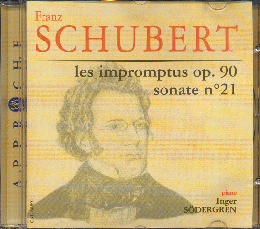 Franz
SCHUBERT
les impromptus op. 90
sonate n°21
APPROCHE
piano
Inger
SÖDERGREN